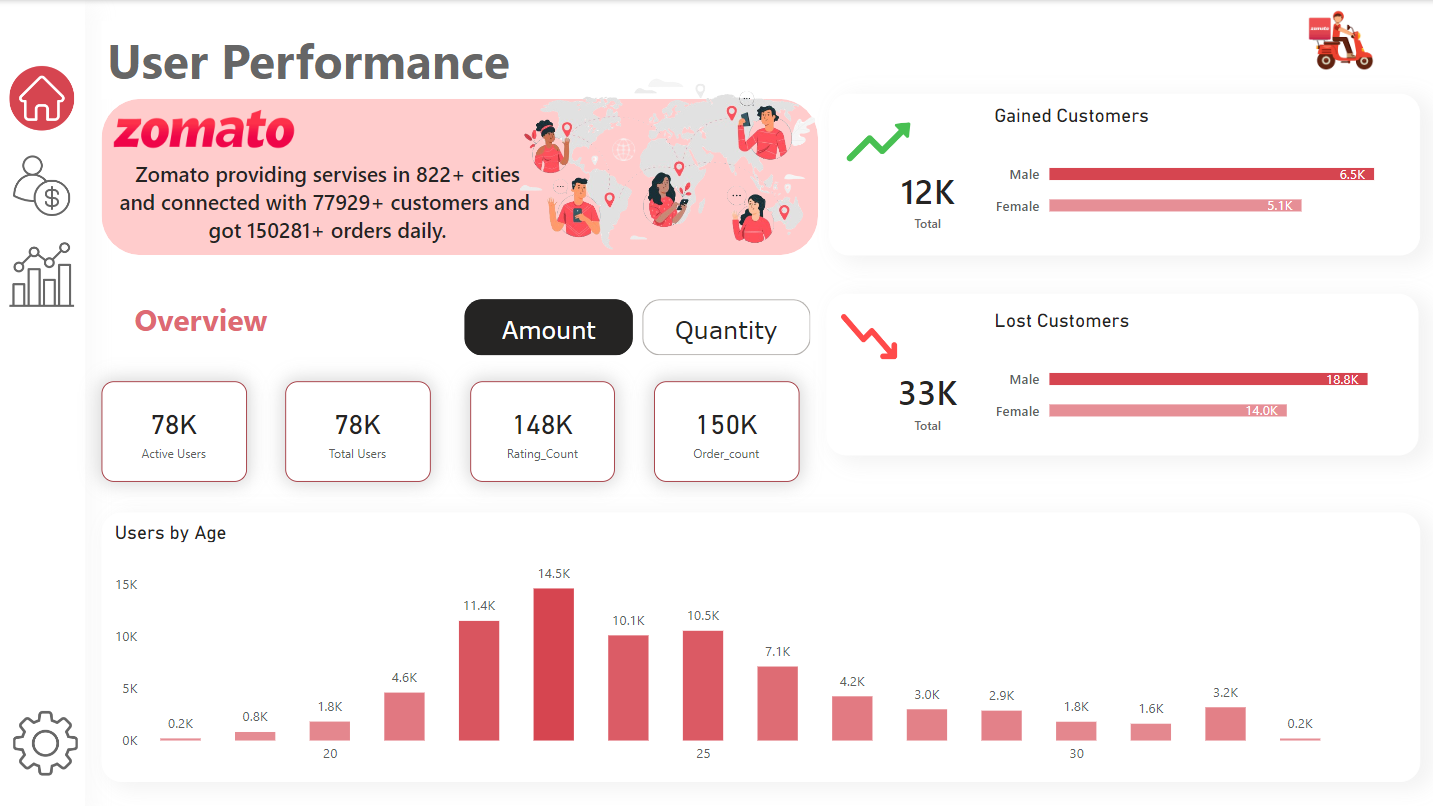 User Performance
zomato
Zomato providing servises in 822+ cities
and connected with 77929+ customers and
got 150281+ orders daily.
zomato
Gained Customers
12K
Total
Male 6.5K
Female 5.1K
Overview
Amount
Quantity
Lost Customers
33K
Total
Male 18.8K
Female 14.0K
78K
Active Users
78K
Total Users
148K
Rating_Count
150K
Order_count
Users by Age
15K
10K
5K
0K
0.2K 0.8K 1.8K 4.6K 11.4K 14.5K 10.1K 10.5K 7.1K 4.2K 3.0K 2.9K 1.8K 1.6K 3.2K 0.2K
20 25 30